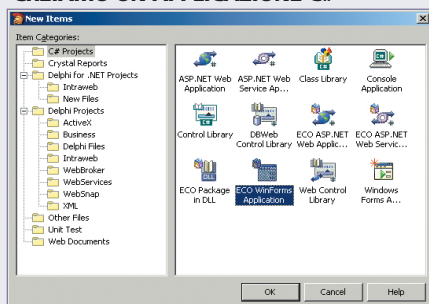 New Items
Item Categories:
C# Projects
Crystal Reports
Delphi for .NET Projects
Intraweb
New Files
Delphi Projects
ActiveX
Business
Delphi Files
Intraweb
WebBroker
WebServices
WebSnap
XML
Other Files
Unit Test
Web Documents
ASP.NET Web
Application
ASP.NET Web
Service Ap...
Class Library
Console
Application
Control Library
DBWeb
Control Library
ECO ASP.NET
Web Applic...
ECO ASP.NET
Web Servic...
ECO Package
in DLL
ECO WinForms
Application
Web Control
Library
Windows
Forms A...
OK
Cancel
Help